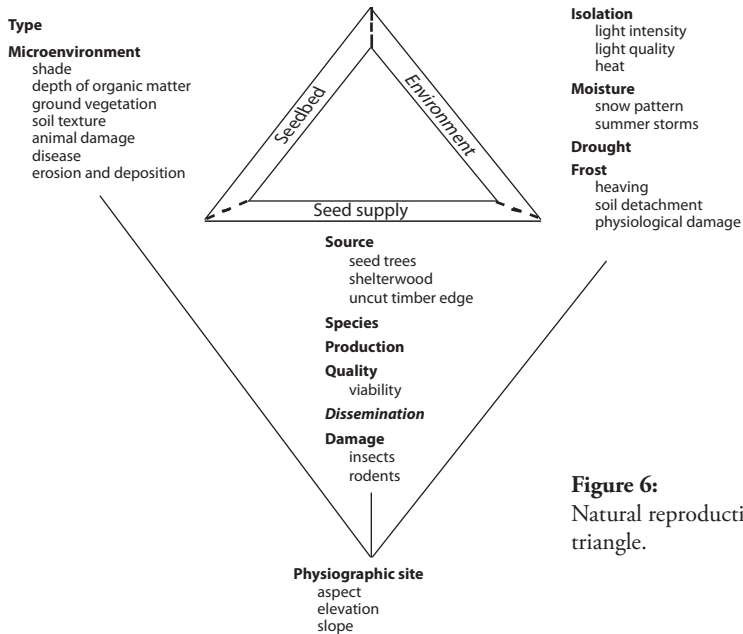 Type
Microenvironment
shade
depth of organic matter
ground vegetation
soil texture
animal damage
disease
erosion and deposition
Seedbed
Environment
Seed supply
Isolation
light intensity
light quality
heat
Moisture
snow pattern
summer storms
Drought
Frost
heaving
soil detachment
physiological damage
Source
seed trees
shelterwood
uncut timber edge
Species
Production
Quality
viability
Dissemination
Damage
insects
rodents
Physiographic site
aspect
elevation
slope
Figure 6:
Natural reproducti
triangle.